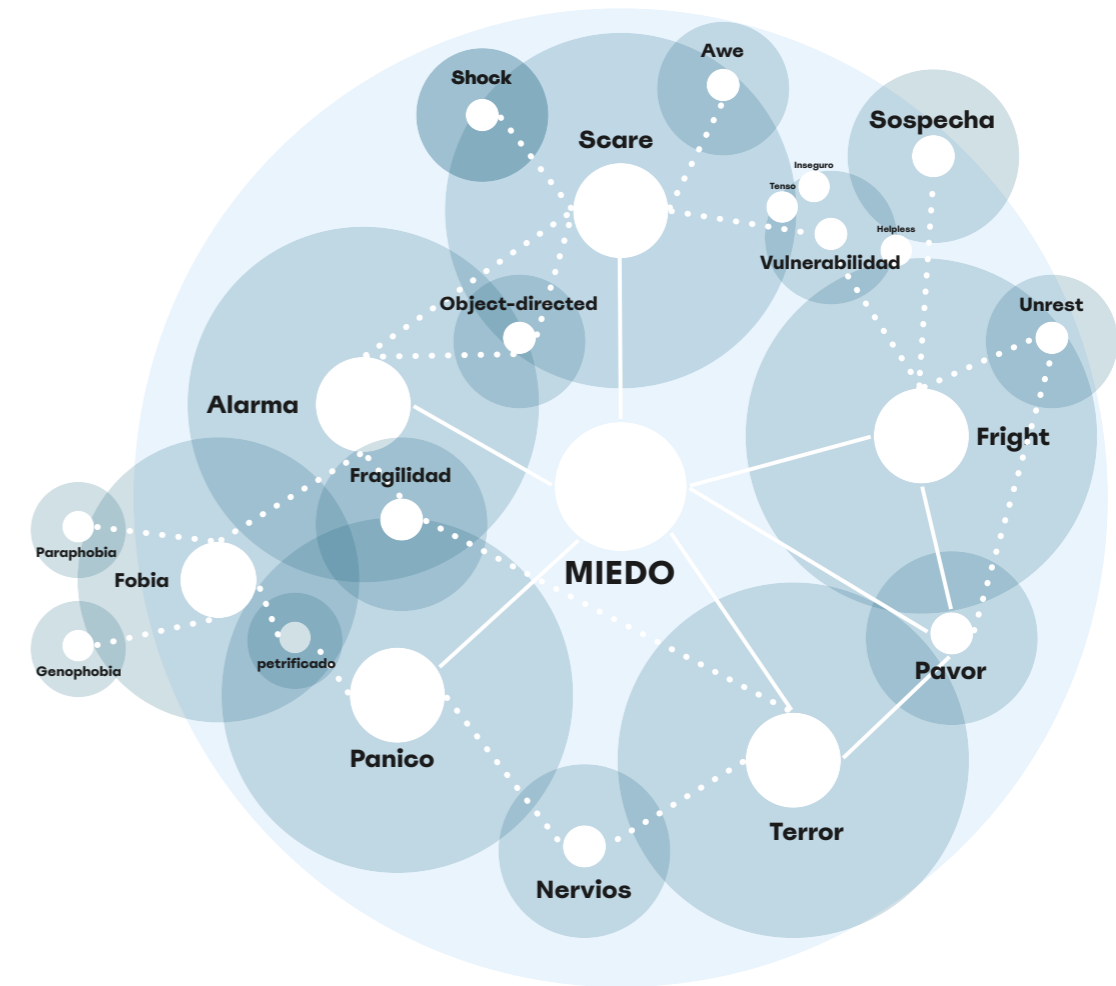 Awe
Shock
Sospecha
Scare
Inseguro
Tenso
Helpless
Vulnerabilidad
Object-directed
Unrest
Alarma
Fright
Fragilidad
Paraphobia
Fobia
MIEDO
petrificado
Genophobia
Pavor
Panico
Terror
Nervios